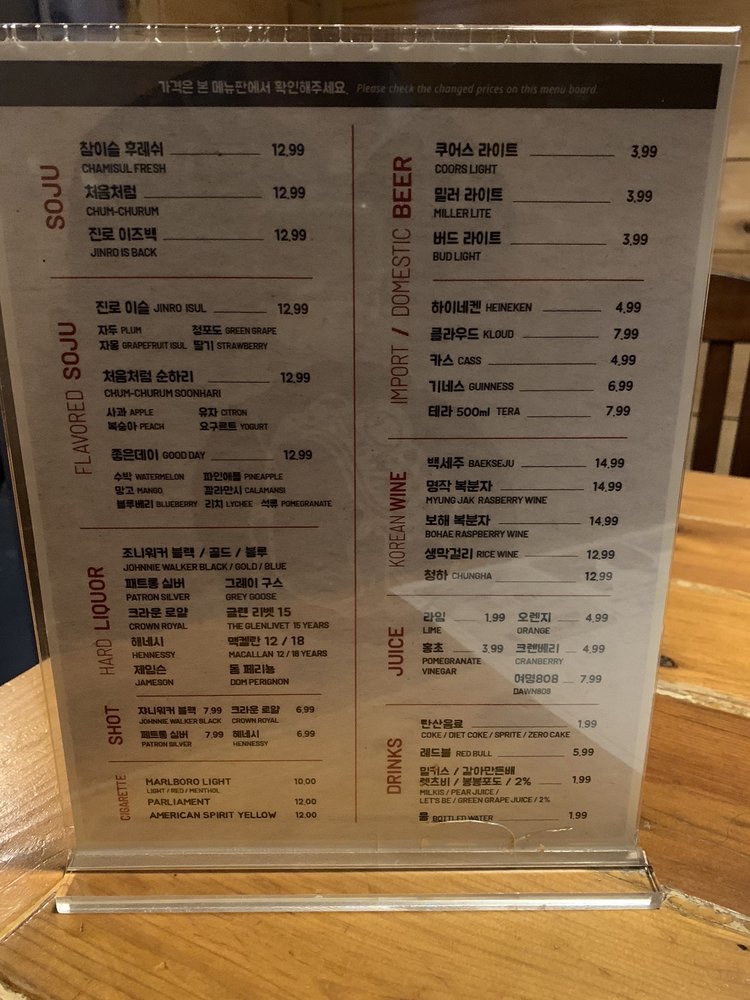 가격은 본 메뉴판에서 확인해주세요. Please check the changed prices on this menu board.
SOJU
참이슬 후레쉬 12.99
CHAMISUL FRESH
처음처럼 12.99
CHUM-CHURUM
진로 이즈백 12.99
JINRO IS BACK
FLAVORED SOJU
진로 이슬 JINRO ISUL 12.99
자두 PLUM 청포도 GREEN GRAPE
자몽 GRAPEFRUIT ISUL 딸기 STRAWBERRY
처음처럼 순하리 12.99
CHUM-CHURUM SOONHARI
사과 APPLE 유자 CITRON
복숭아 PEACH 요구르트 YOGURT
좋은데이 GOOD DAY 12.99
수박 WATERMELON 파인애플 PINEAPPLE
망고 MANGO 깔라만시 CALAMANSI
블루베리 BLUEBERRY 리치 LYCHEE 석류 POMEGRANATE
HARD LIQUOR
조니워커 블랙 / 골드 / 블루
JOHNNIE WALKER BLACK / GOLD / BLUE
패트롱 실버 그레이 구스
PATRON SILVER GREY GOOSE
크라운 로얄 글렌 리벳 15
CROWN ROYAL THE GLENLIVET 15 YEARS
헤네시 맥켈란 12 / 18
HENNESSY MACALLAN 12 / 18 YEARS
제임슨 돔 페리뇽
JAMESON DOM PERIGNON
SHOT
쟈니워커 블랙 7.99 크라운 로얄 6.99
JOHNNIE WALKER BLACK CROWN ROYAL
패트롱 실버 7.99 헤네시 6.99
PATRON SILVER HENNESSY
CIGARETTE
MARLBORO LIGHT 10.00
LIGHT / RED / MENTHOL
PARLIAMENT 12.00
AMERICAN SPIRIT YELLOW 12.00
IMPORT / DOMESTIC BEER
쿠어스 라이트 3.99
COORS LIGHT
밀러 라이트 3.99
MILLER LITE
버드 라이트 3.99
BUD LIGHT
하이네켄 HEINEKEN 4.99
클라우드 KLOUD 7.99
카스 CASS 4.99
기네스 GUINNESS 6.99
테라 500ml TERA 7.99
KOREAN WINE
백세주 BAEKSEJU 14.99
명작 복분자 14.99
MYUNG JAK RASBERRY WINE
보해 복분자 14.99
BOHAE RASPBERRY WINE
생막걸리 RICE WINE 12.99
청하 CHUNGHA 12.99
JUICE
라임 1.99 오렌지 4.99
LIME ORANGE
홍초 3.99 크렌베리 4.99
POMEGRANATE CRANBERRY
VINEGAR
여명808 7.99
DAWN808
DRINKS
탄산음료 1.99
COKE / DIET COKE / SPRITE / ZERO CAKE
레드불 RED BULL 5.99
밀키스 / 갈아만든배
렛츠비 / 봉봉포도 / 2% 1.99
MILKIS / PEAR JUICE /
LET'S BE / GREEN GRAPE JUICE / 2%
물 BOTTLED WATER 1.99